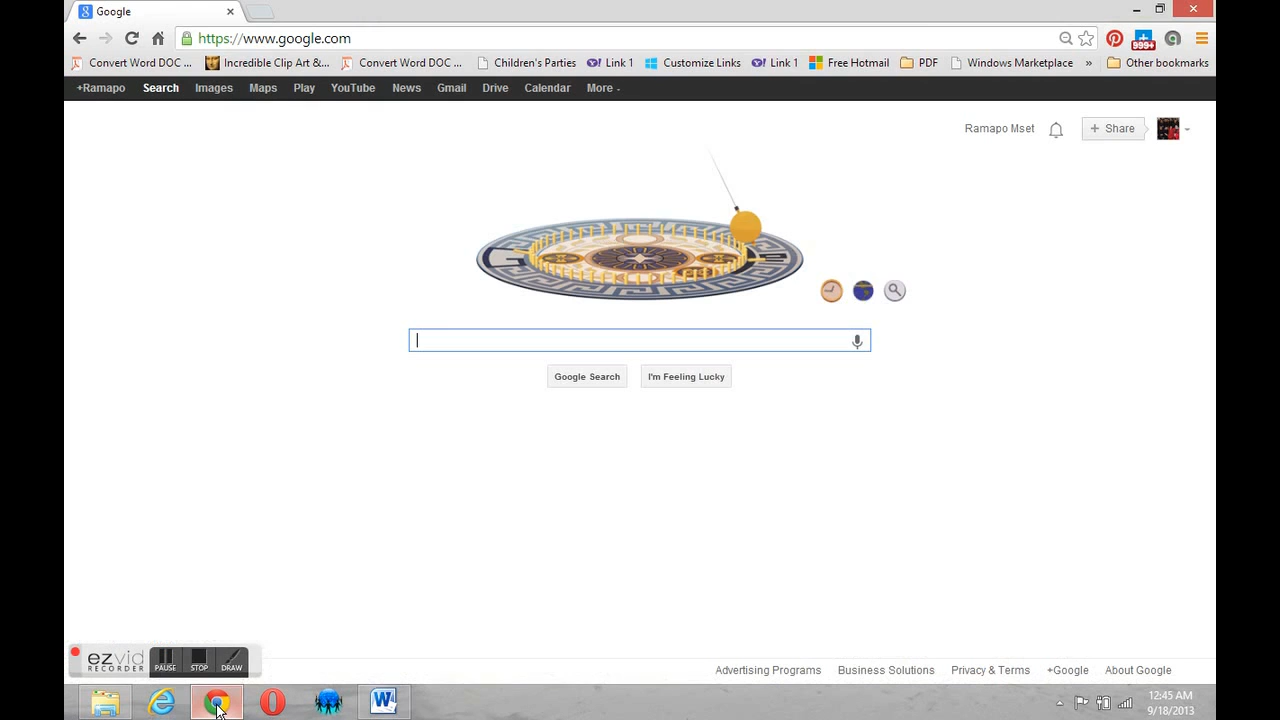 Google
https://www.google.com
999+
Convert Word DOC ... Incredible Clip Art &... Convert Word DOC ... Children's Parties Link 1 Customize Links Link 1 Free Hotmail PDF Windows Marketplace » Other bookmarks
+Ramapo Search Images Maps Play YouTube News Gmail Drive Calendar More
Ramapo Mset + Share
Google Search I'm Feeling Lucky
ezvid
RECORDER PAUSE STOP DRAW
Advertising Programs Business Solutions Privacy & Terms +Google About Google
12:45 AM
9/18/2013